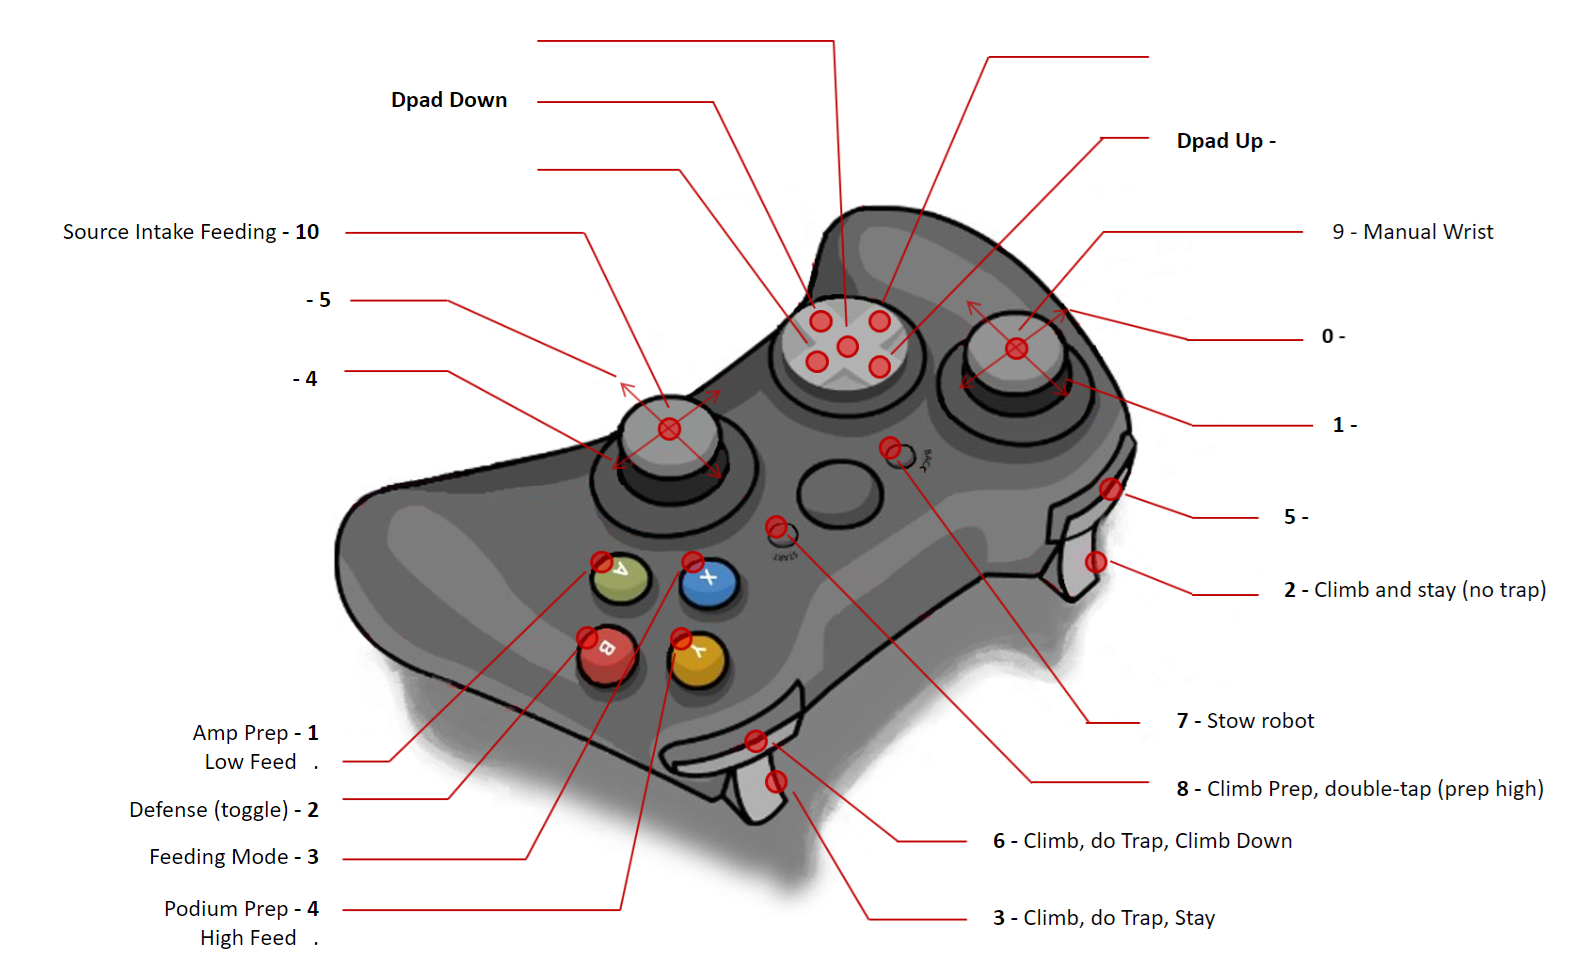 Dpad Down
Dpad Up -
Source Intake Feeding - 10
9 - Manual Wrist
- 5
0 -
- 4
1 -
BACK
5 -
START
A
X
2 - Climb and stay (no trap)
B
Y
7 - Stow robot
Amp Prep - 1
Low Feed .
8 - Climb Prep, double-tap (prep high)
Defense (toggle) - 2
6 - Climb, do Trap, Climb Down
Feeding Mode - 3
Podium Prep - 4
High Feed .
3 - Climb, do Trap, Stay